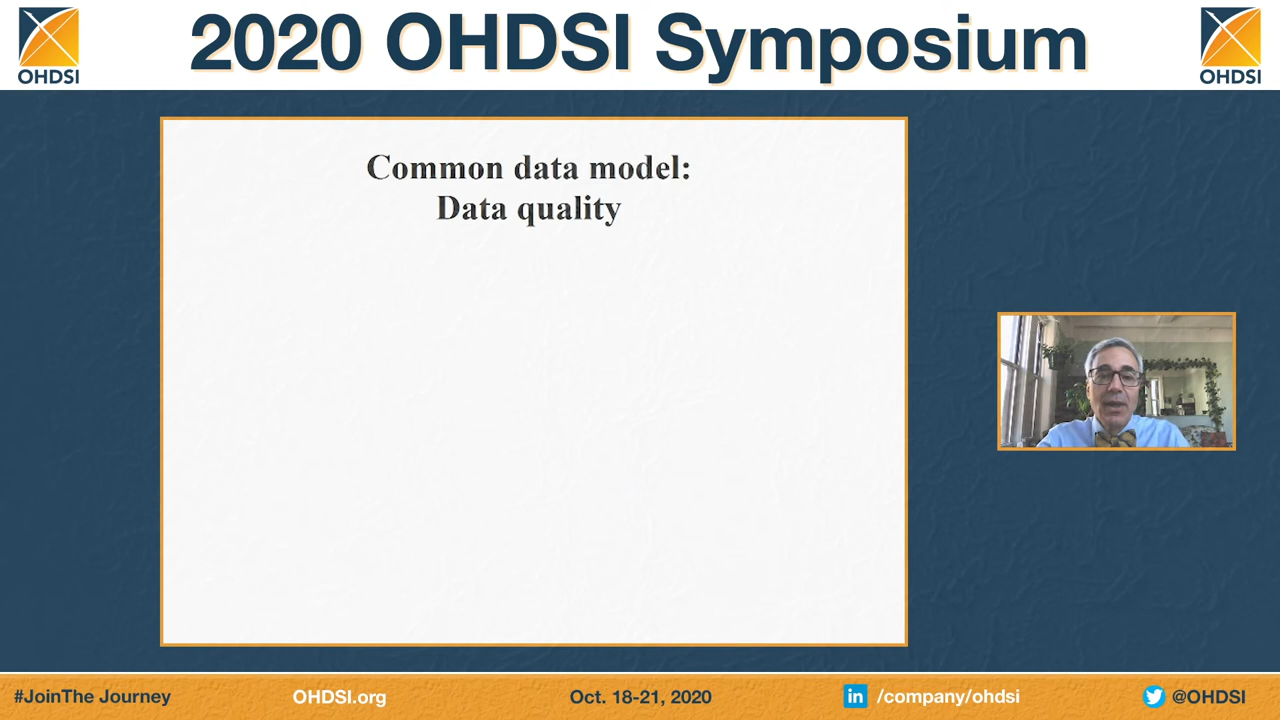 2020 OHDSI Symposium
OHDSI
OHDSI
Common data model:
Data quality
#JoinThe Journey
OHDSI.org
Oct. 18-21, 2020
in /company/ohdsi
@OHDSI